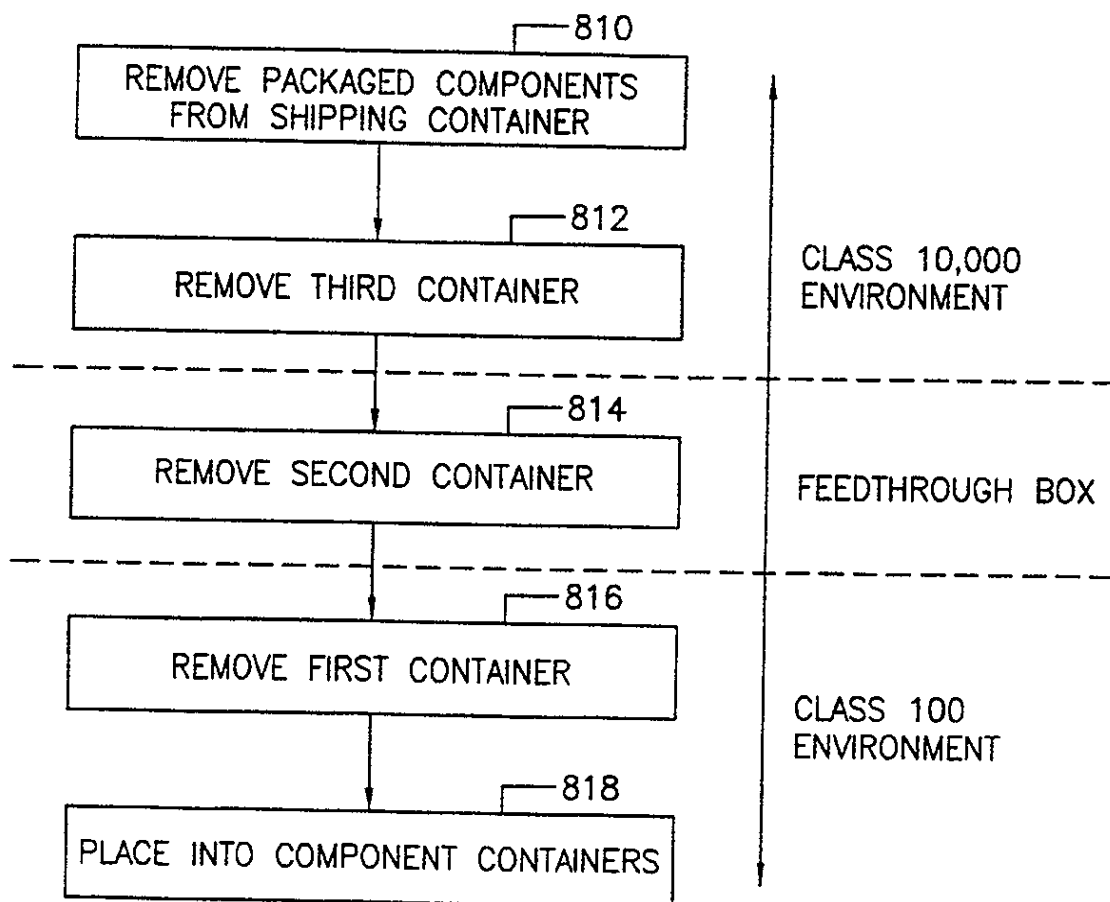 810
REMOVE PACKAGED COMPONENTS
FROM SHIPPING CONTAINER
812
REMOVE THIRD CONTAINER
CLASS 10,000
ENVIRONMENT
814
REMOVE SECOND CONTAINER
FEEDTHROUGH BOX
816
REMOVE FIRST CONTAINER
CLASS 100
ENVIRONMENT
818
PLACE INTO COMPONENT CONTAINERS